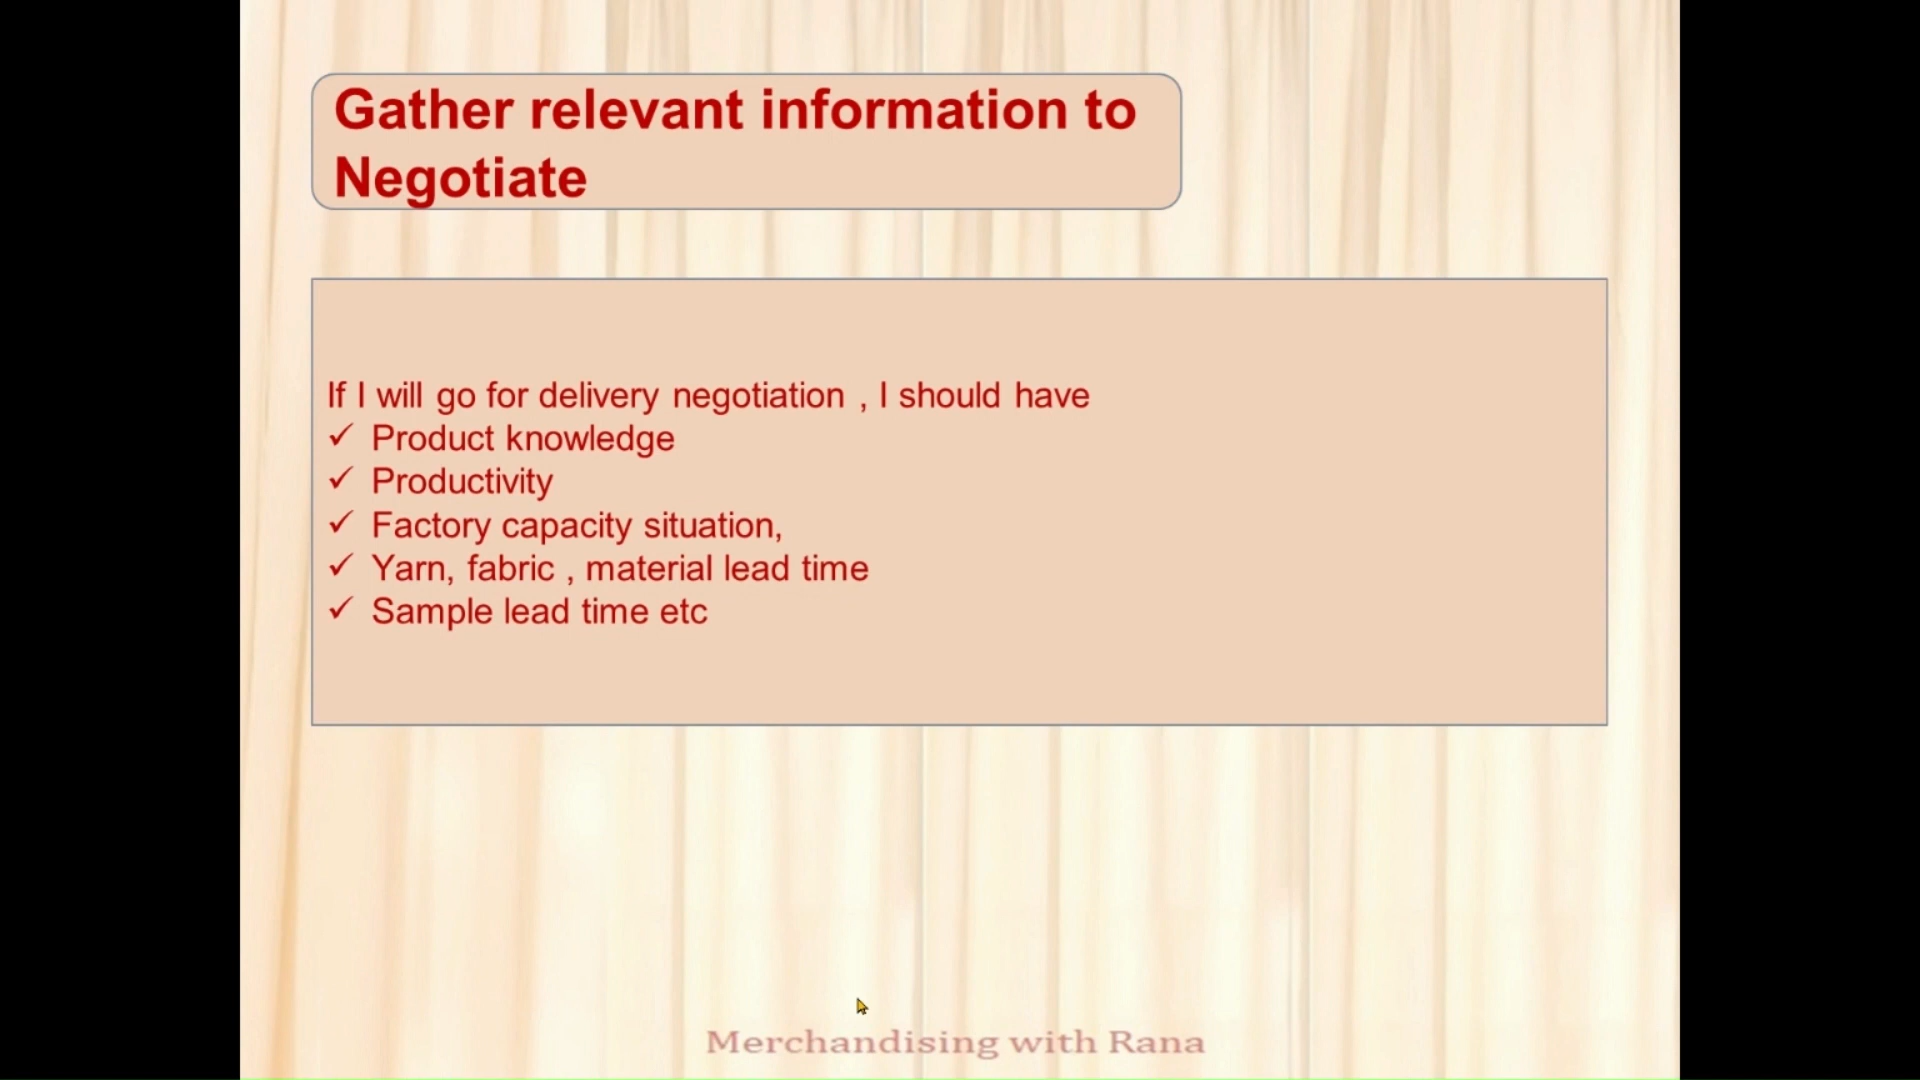 Gather relevant information to
Negotiate
If I will go for delivery negotiation , I should have
✓ Product knowledge
✓ Productivity
✓ Factory capacity situation,
✓ Yarn, fabric , material lead time
✓ Sample lead time etc
Merchandising with Rana